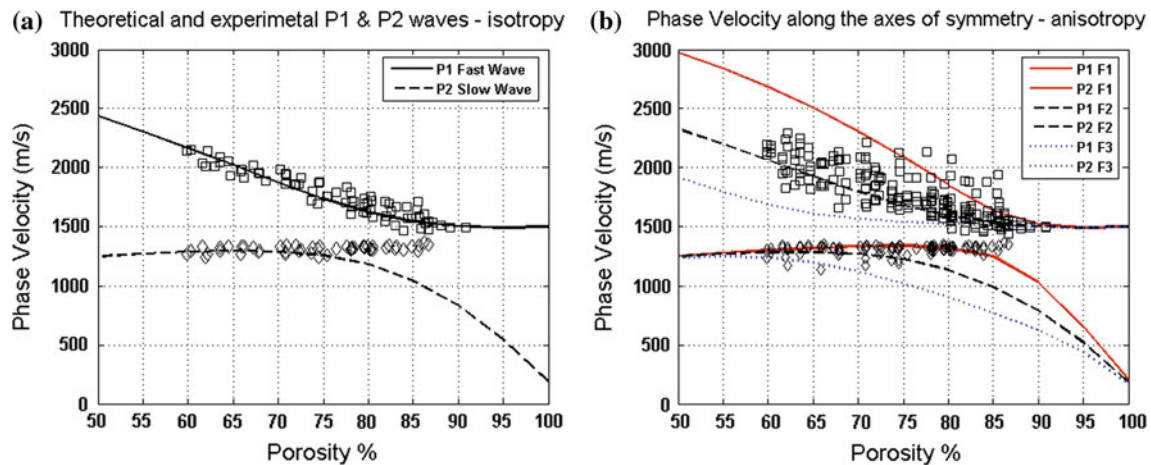 (a) Theoretical and experimetal P1 & P2 waves - isotropy
3000
2500
2000
1500
1000
500
0
Phase Velocity (m/s)
P1 Fast Wave
P2 Slow Wave
50 55 60 65 70 75 80 85 90 95 100
Porosity %
(b) Phase Velocity along the axes of symmetry - anisotropy
3000
2500
2000
1500
1000
500
0
Phase Velocity (m/s)
P1 F1
P2 F1
P1 F2
P2 F2
P1 F3
P2 F3
50 55 60 65 70 75 80 85 90 95 100
Porosity %